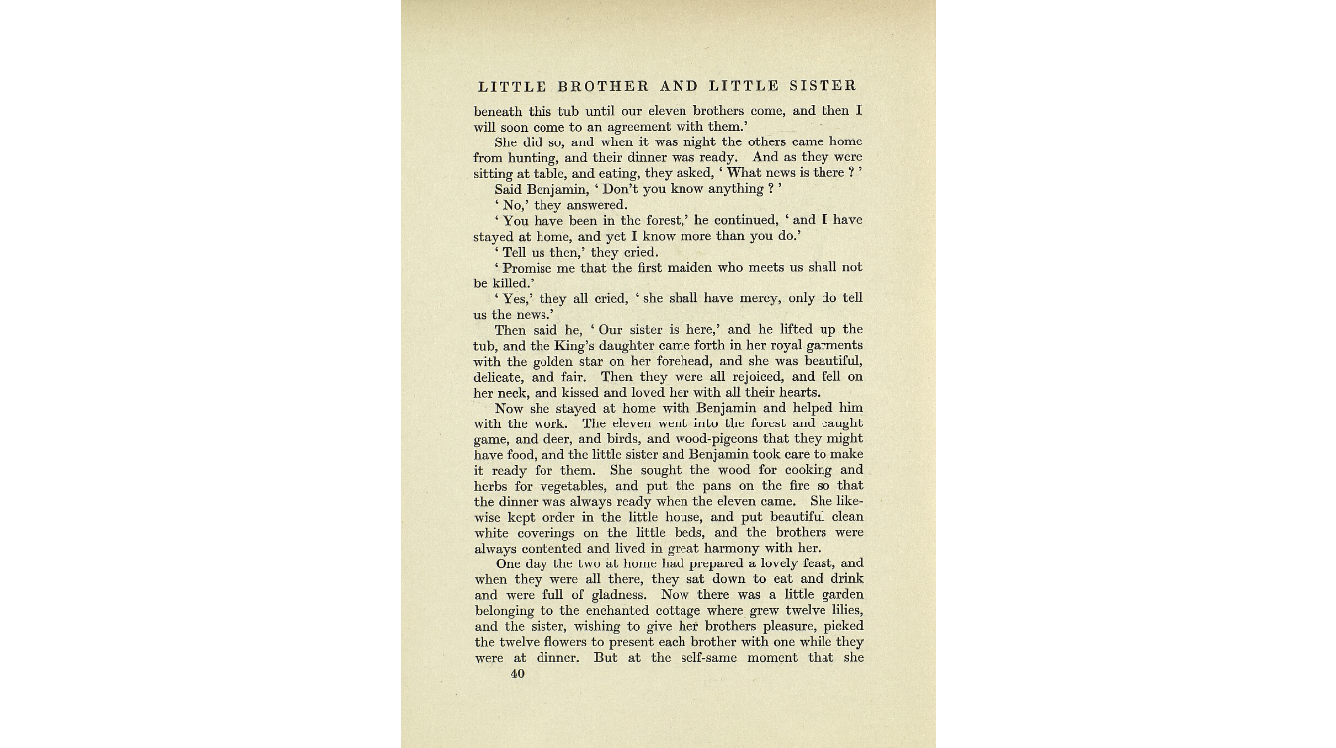 LITTLE BROTHER AND LITTLE SISTER
beneath this tub until our eleven brothers come, and then I
will soon come to an agreement with them.’
She did so, and when it was night the others came home
from hunting, and their dinner was ready. And as they were
sitting at table, and eating, they asked, ‘ What news is there ? ’
Said Benjamin, ‘ Don’t you know anything ? ’
‘ No,’ they answered.
‘ You have been in the forest,’ he continued, ‘ and I have
stayed at home, and yet I know more than you do.’
‘ Tell us then,’ they cried.
‘ Promise me that the first maiden who meets us shall not
be killed.’
‘ Yes,’ they all cried, ‘ she shall have mercy, only do tell
us the news.’
Then said he, ‘ Our sister is here,’ and he lifted up the
tub, and the King’s daughter came forth in her royal garments
with the golden star on her forehead, and she was beautiful,
delicate, and fair. Then they were all rejoiced, and fell on
her neck, and kissed and loved her with all their hearts.
Now she stayed at home with Benjamin and helped him
with the work. The eleven went into the forest and caught
game, and deer, and birds, and wood-pigeons that they might
have food, and the little sister and Benjamin took care to make
it ready for them. She sought the wood for cooking and
herbs for vegetables, and put the pans on the fire so that
the dinner was always ready when the eleven came. She like-
wise kept order in the little house, and put beautiful clean
white coverings on the little beds, and the brothers were
always contented and lived in great harmony with her.
One day the two at home had prepared a lovely feast, and
when they were all there, they sat down to eat and drink
and were full of gladness. Now there was a little garden
belonging to the enchanted cottage where grew twelve lilies,
and the sister, wishing to give her brothers pleasure, picked
the twelve flowers to present each brother with one while they
were at dinner. But at the self-same moment that she
40